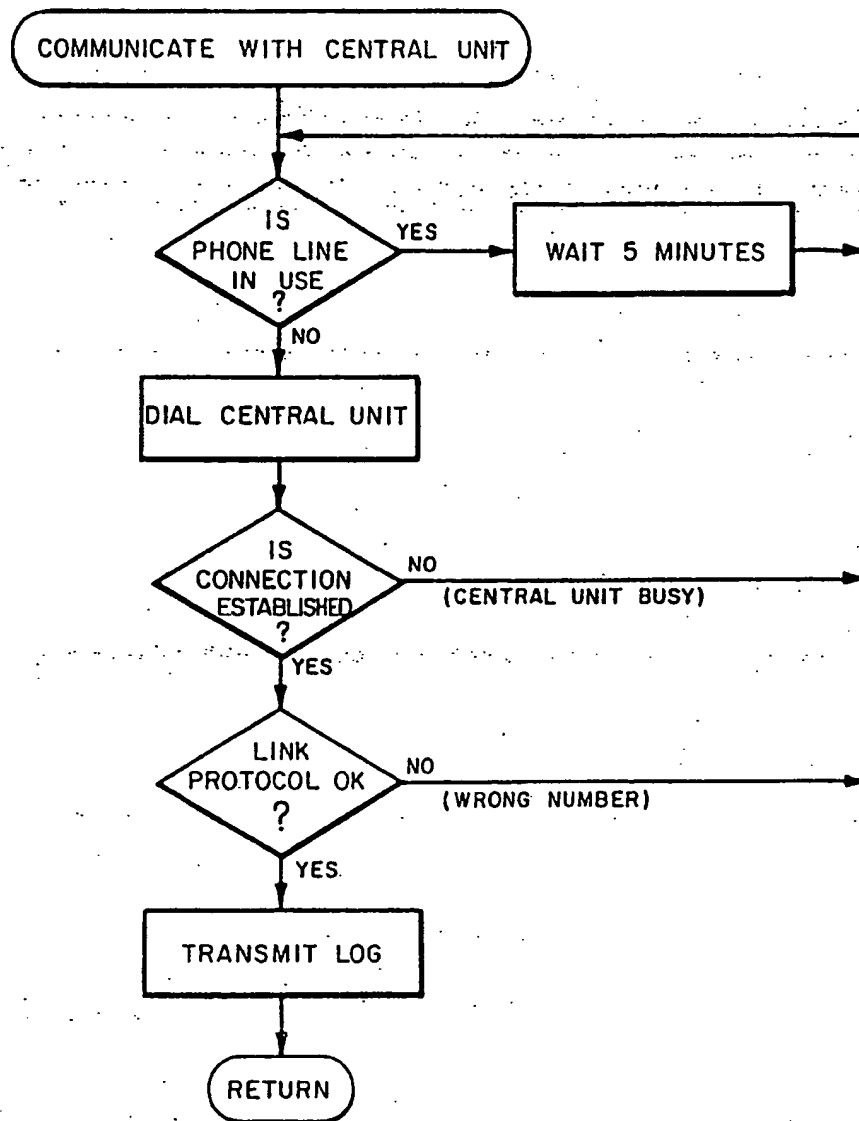 COMMUNICATE WITH CENTRAL UNIT
IS
PHONE LINE
IN USE
?
YES
WAIT 5 MINUTES
NO
DIAL CENTRAL UNIT
IS
CONNECTION
ESTABLISHED
?
NO
(CENTRAL UNIT BUSY)
YES
LINK
PROTOCOL OK
?
NO
(WRONG NUMBER)
YES
TRANSMIT LOG
RETURN